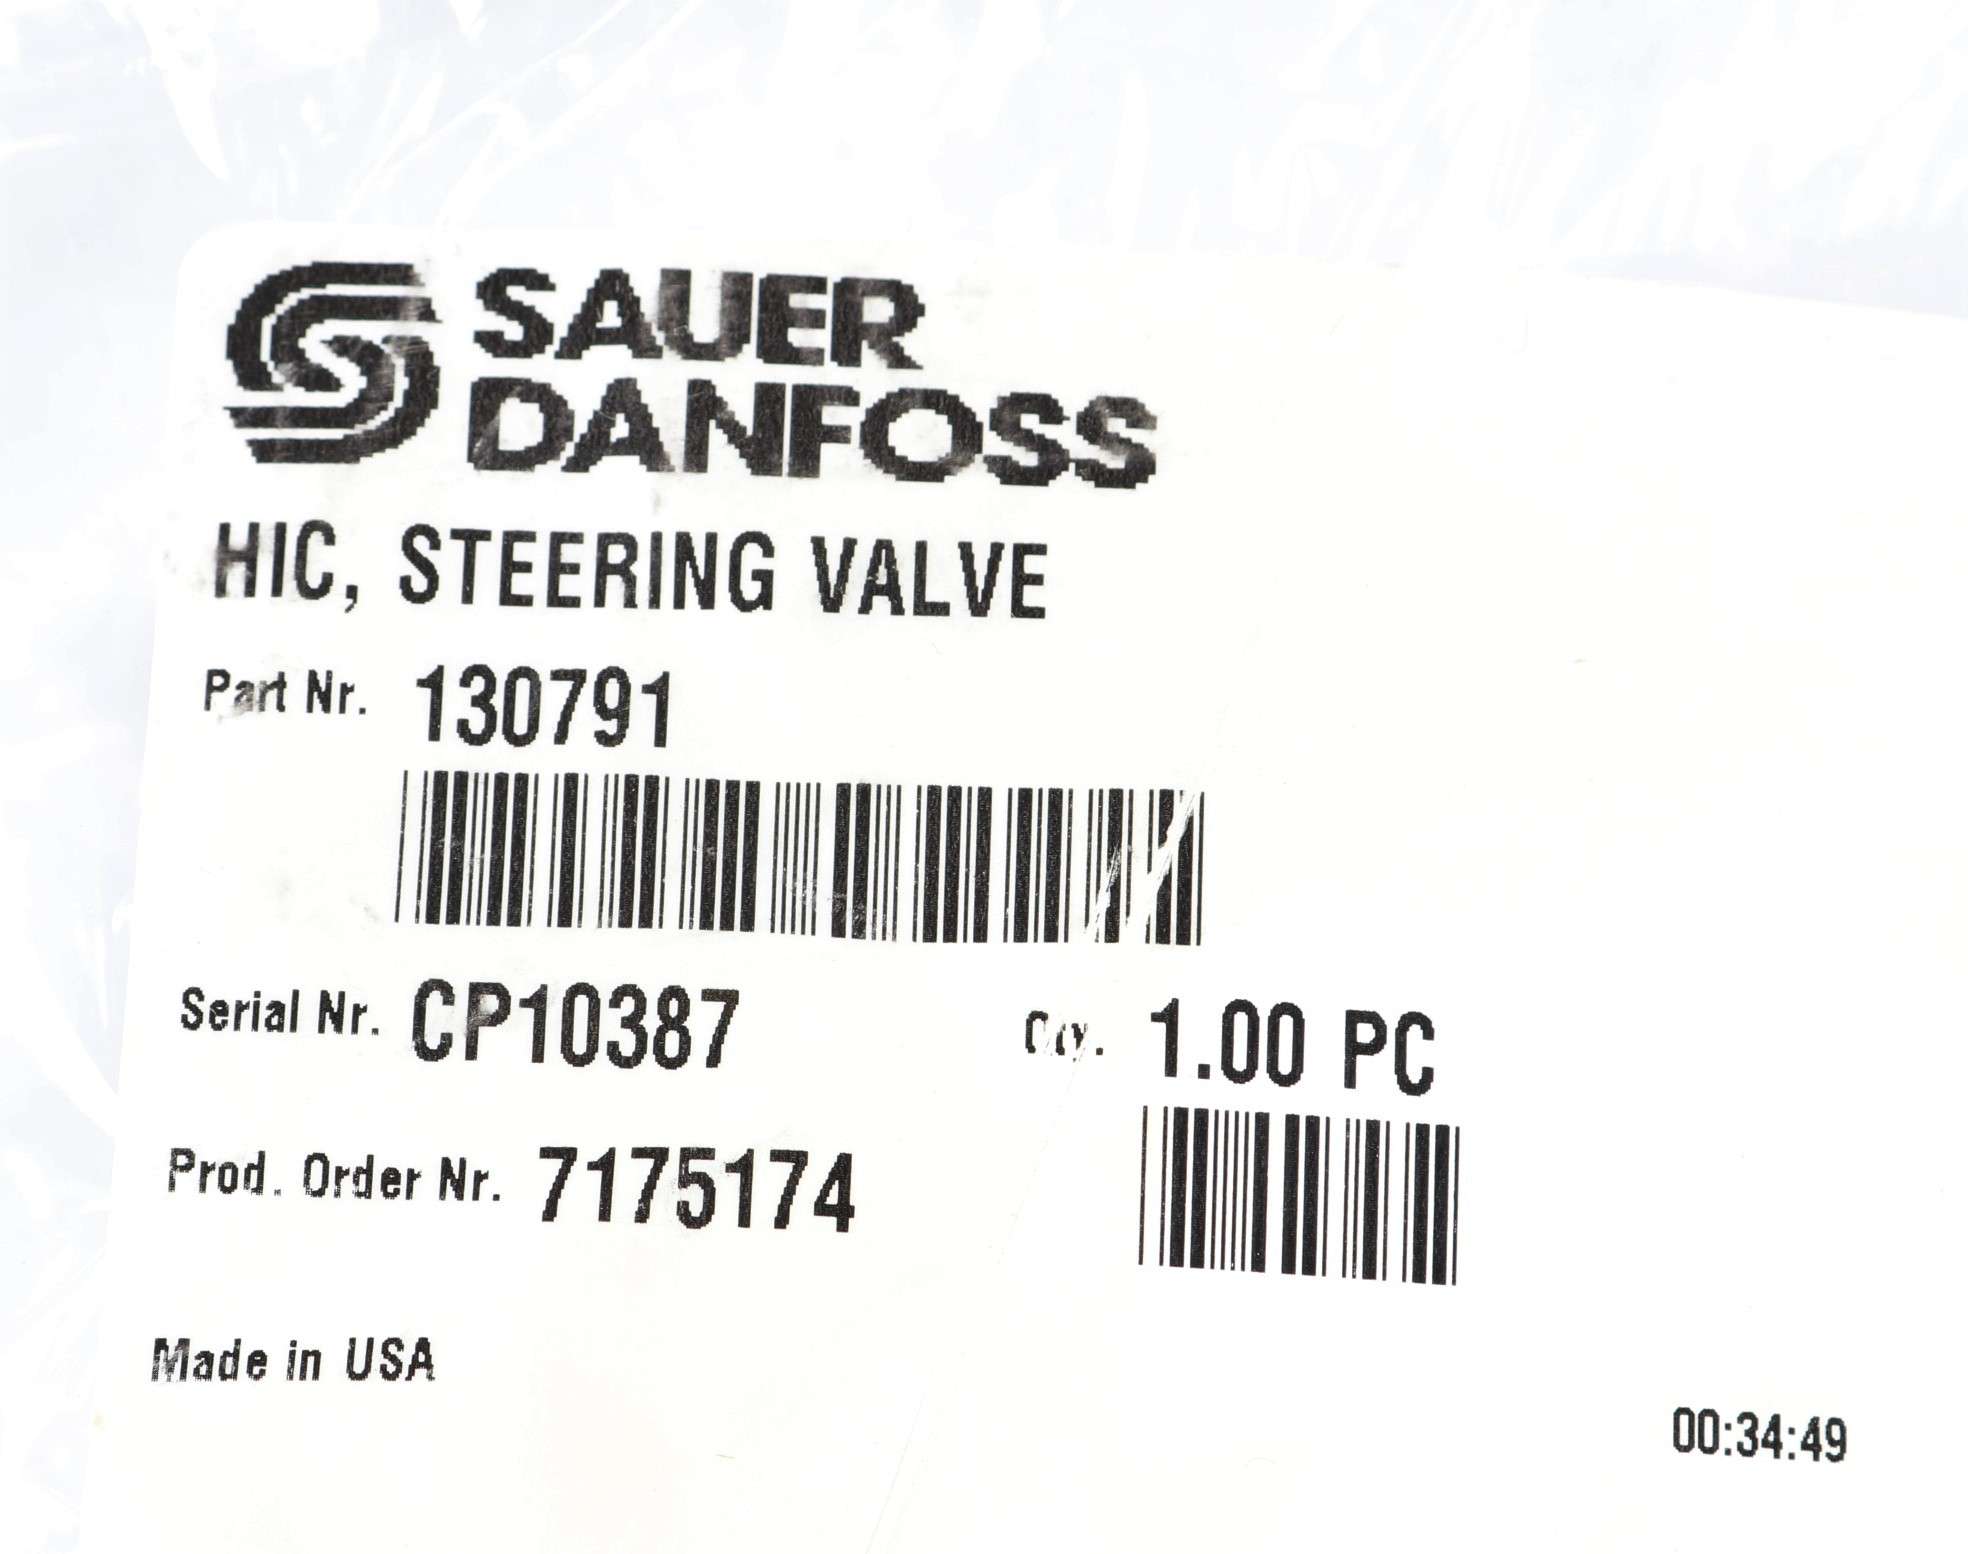 SAUER
DANFOSS
HIC, STEERING VALVE
Part Nr. 130791
Serial Nr. CP10387 Qty. 1.00 PC
Prod. Order Nr. 7175174
Made in USA
00:34:49